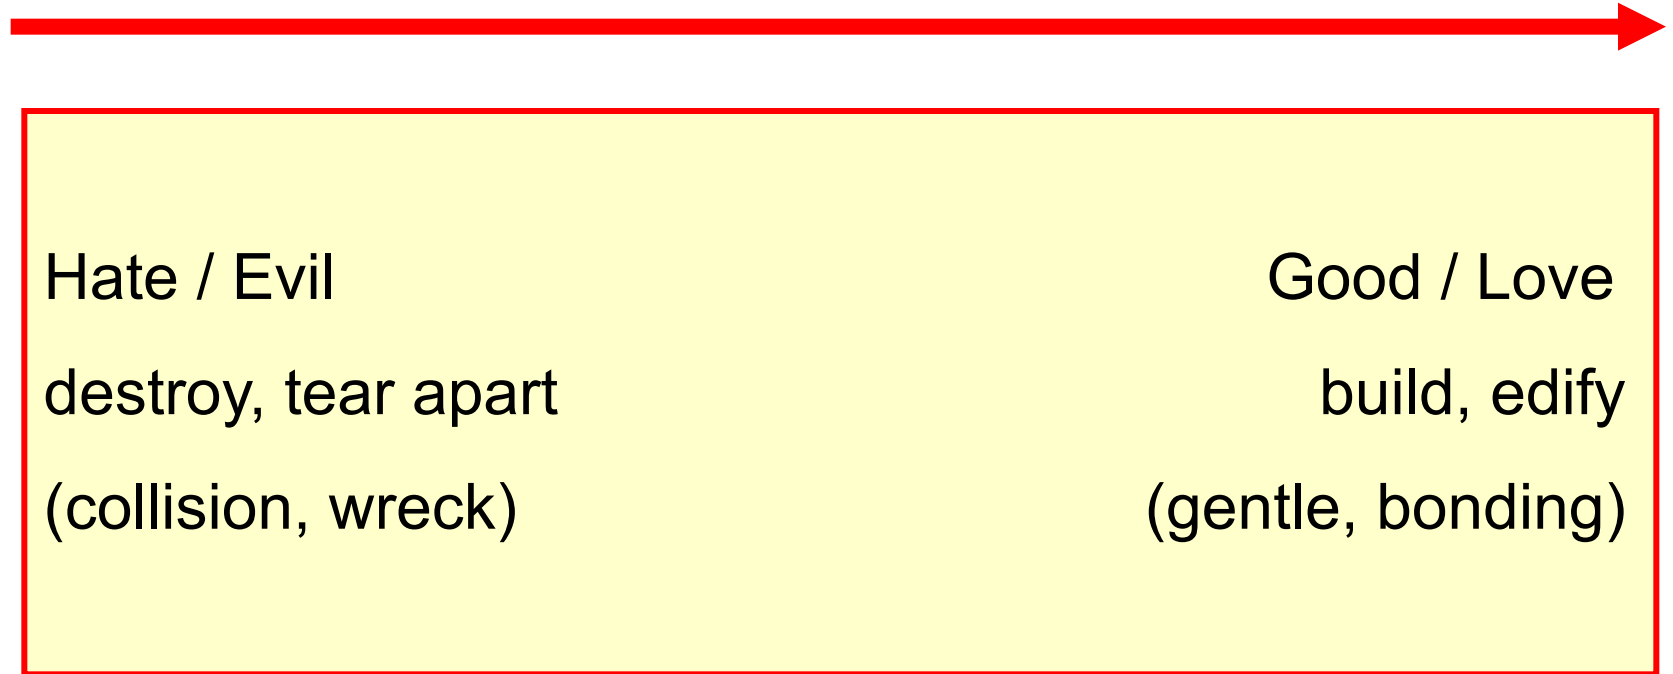 Hate / Evil Good / Love
destroy, tear apart build, edify
(collision, wreck) (gentle, bonding)